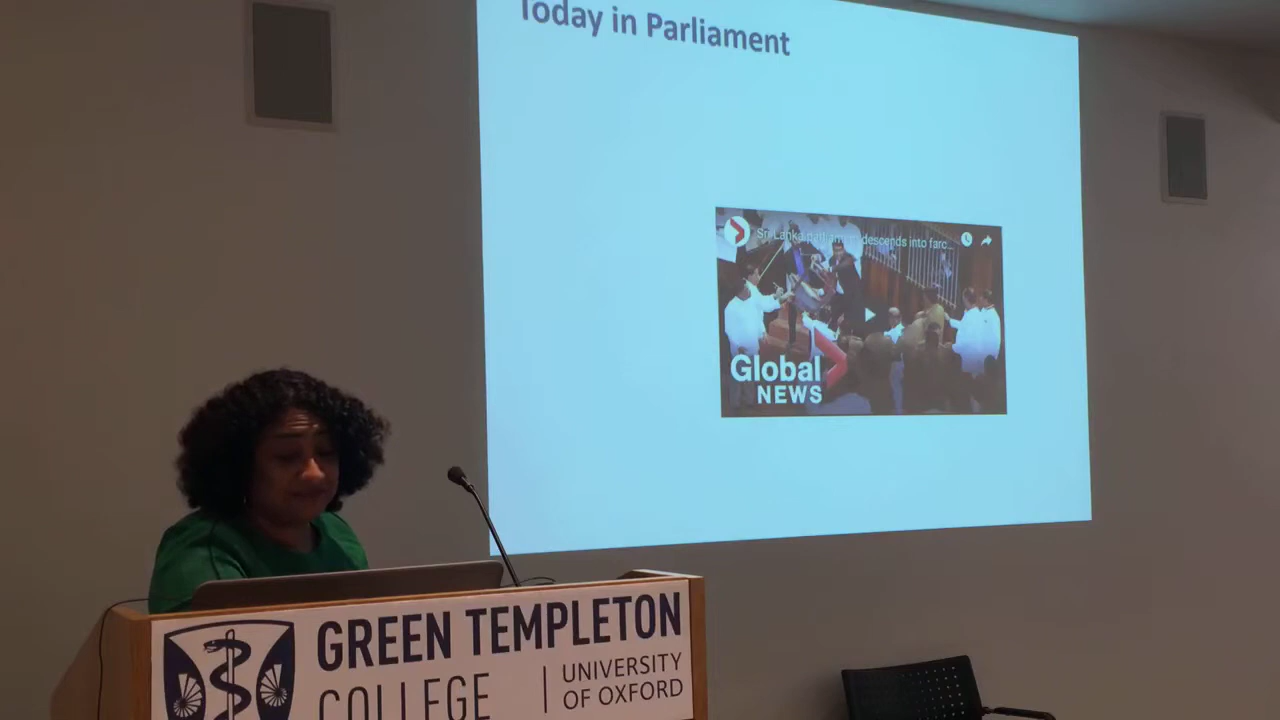 Today in Parliament
Sri Lanka parliament descends into farc...
Global
NEWS
GREEN TEMPLETON
COLLEGE
UNIVERSITY
OF OXFORD